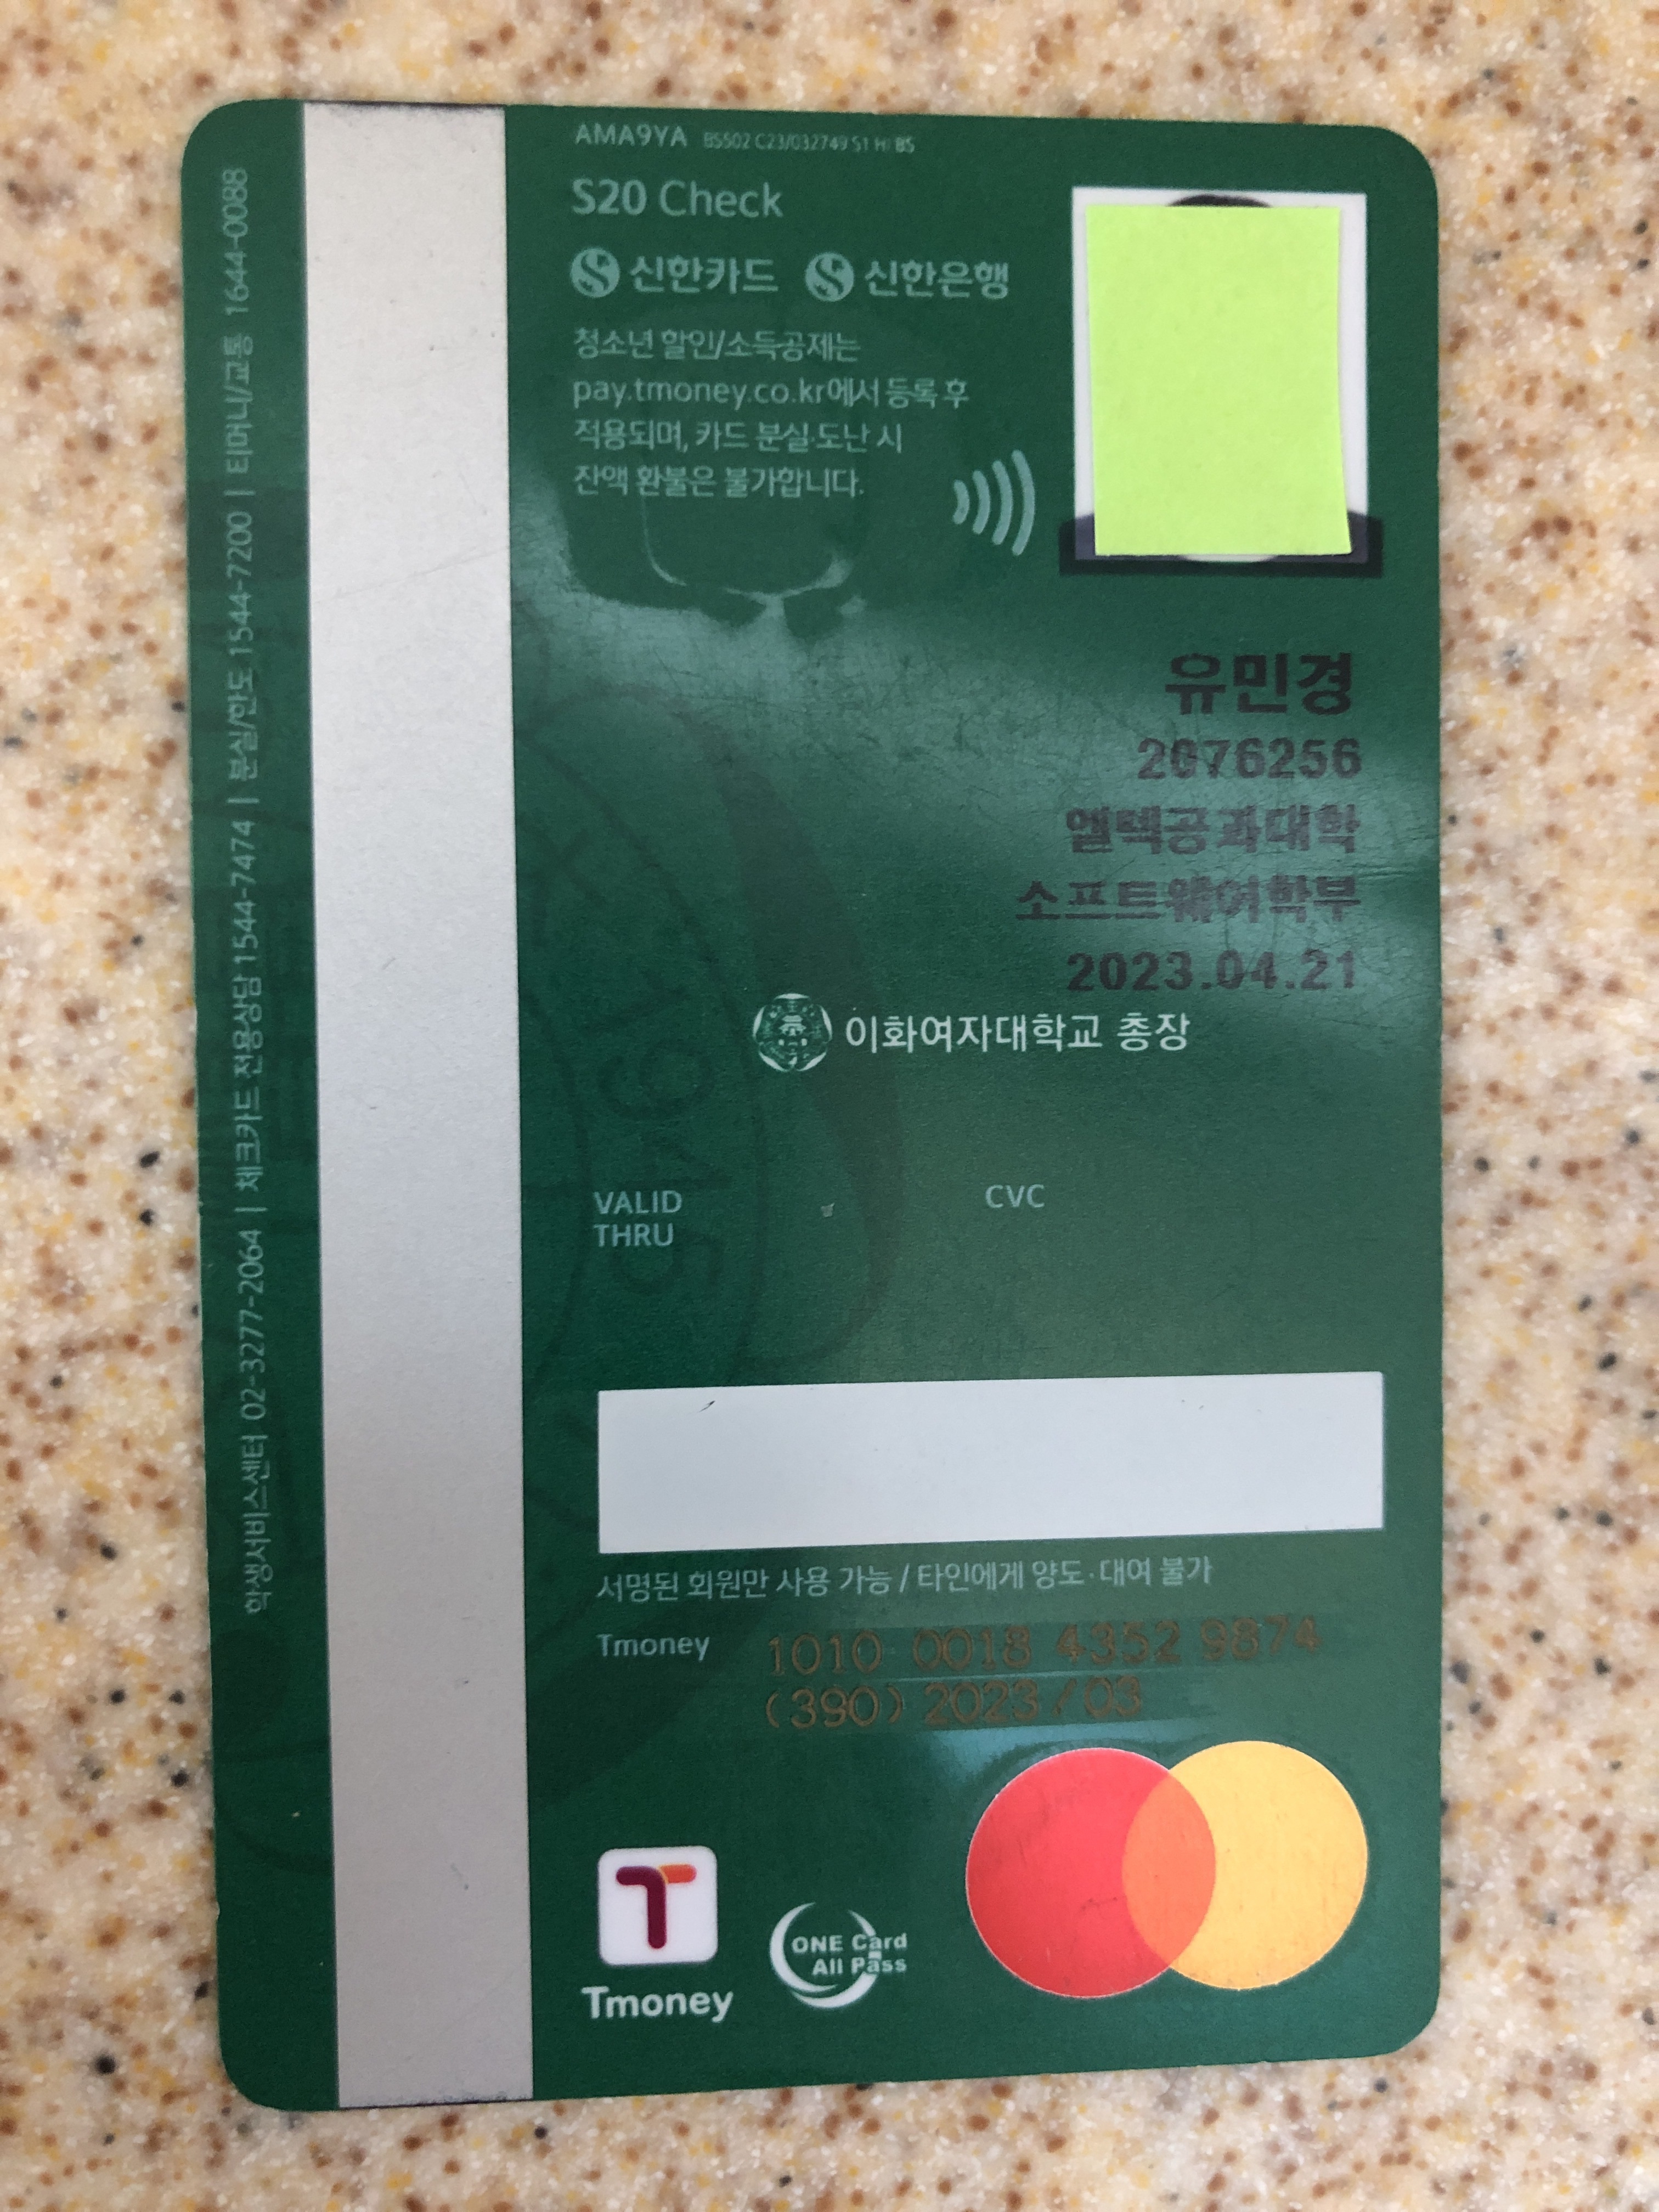 AMA9YA BS502 C23/032749 S1 HI BS
S20 Check
신한카드 신한은행
청소년 할인/소득공제는
pay.tmoney.co.kr에서 등록 후
적용되며, 카드 분실·도난 시
잔액 환불은 불가합니다.
유민경
2076256
엘텍공과대학
소프트웨어학부
2023.04.21
이화여자대학교 총장
VALID
THRU
CVC
서명된 회원만 사용 가능 / 타인에게 양도·대여 불가
Tmoney 1010 0018 4352 9874
(390) 2023/03
Tmoney
ONE Card
All Pass
학생서비스센터 02-3277-2064 | 체크카드 전용상담 1544-7474 | 분실/한도 1544-7200 | 티머니/교통 1644-0088